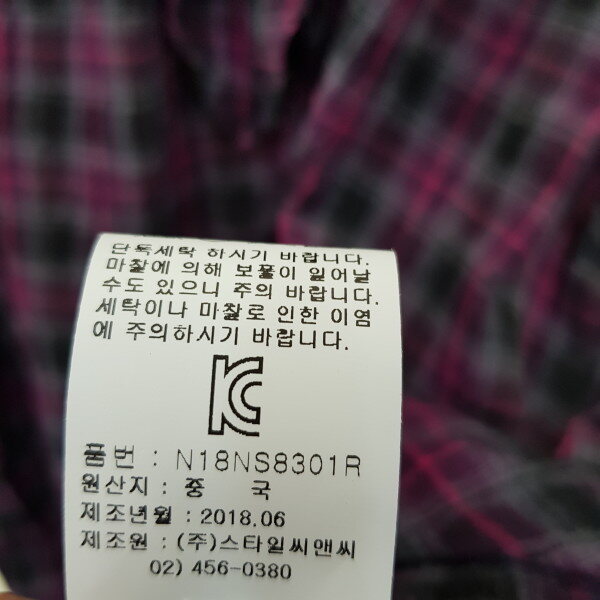 단독세탁 하시기 바랍니다.
마찰에 의해 보풀이 일어날
수도 있으니 주의 바랍니다.
세탁이나 마찰로 인한 이염
에 주의하시기 바랍니다.
KC
품번 : N18NS8301R
원산지 : 중 국
제조년월 : 2018.06
제조원 : (주)스타일씨앤씨
02) 456-0380